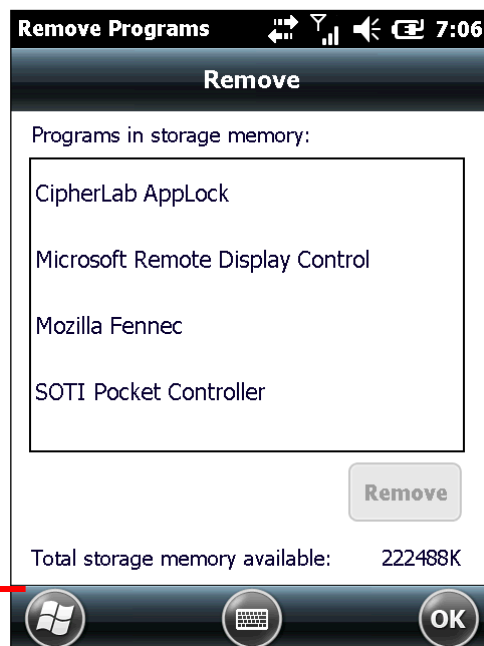 Remove Programs 7:06
Remove
Programs in storage memory:
CipherLab AppLock
Microsoft Remote Display Control
Mozilla Fennec
SOTI Pocket Controller
Remove
Total storage memory available: 222488K
OK